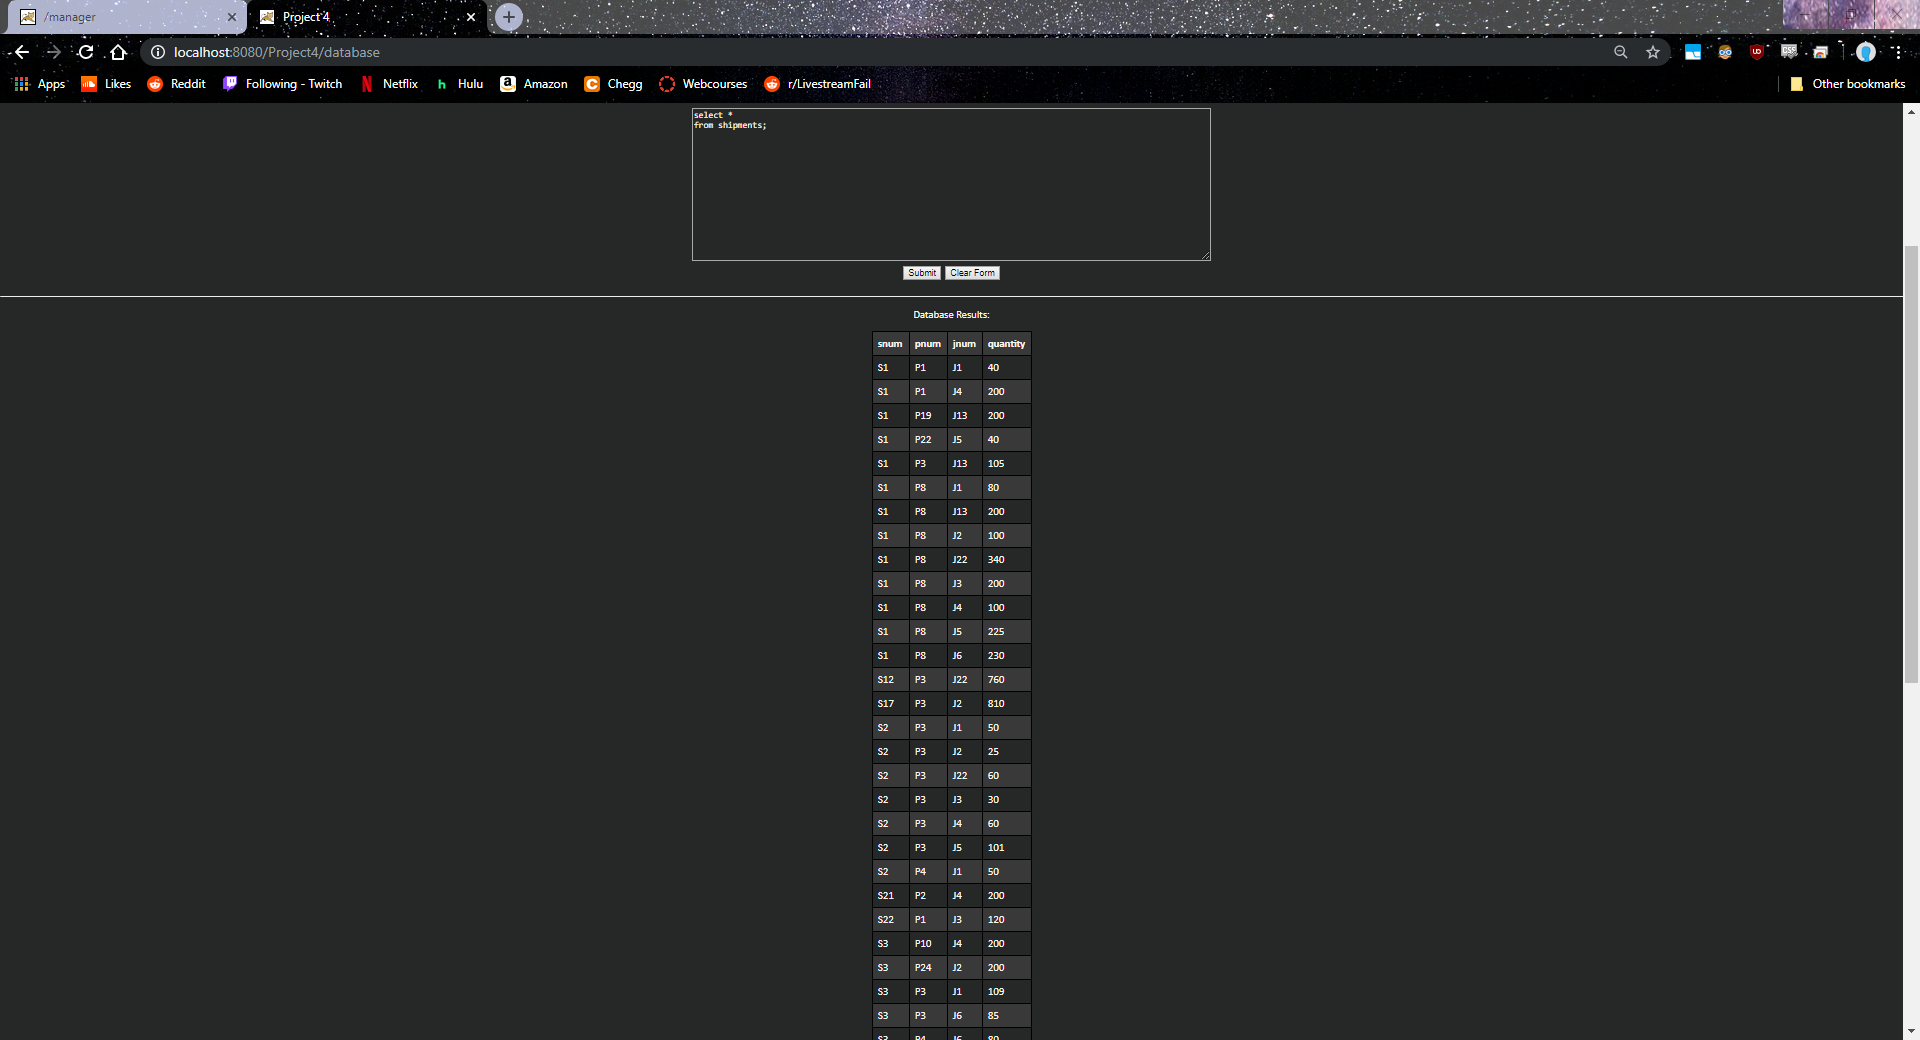 /manager
Project 4
localhost:8080/Project4/database
Apps Likes Reddit Following - Twitch Netflix Hulu Amazon Chegg Webcourses r/LivestreamFail Other bookmarks
select *
from shipments;
Submit Clear Form
Database Results:
snum pnum jnum quantity
S1 P1 J1 40
S1 P1 J4 200
S1 P19 J13 200
S1 P22 J5 40
S1 P3 J13 105
S1 P8 J1 80
S1 P8 J13 200
S1 P8 J2 100
S1 P8 J22 340
S1 P8 J3 200
S1 P8 J4 100
S1 P8 J5 225
S1 P8 J6 230
S12 P3 J22 760
S17 P3 J2 810
S2 P3 J1 50
S2 P3 J2 25
S2 P3 J22 60
S2 P3 J3 30
S2 P3 J4 60
S2 P3 J5 101
S2 P4 J1 50
S21 P2 J4 200
S22 P1 J3 120
S3 P10 J4 200
S3 P24 J2 200
S3 P3 J1 109
S3 P3 J6 85
S3 P4 J6 80